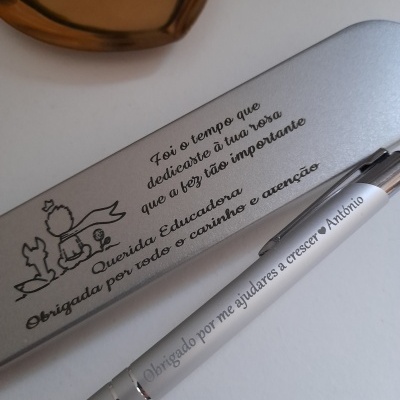 Foi o tempo que
dedicaste à tua rosa
que a fez tão importante
Querida Educadora
Obrigada por todo o carinho e atenção
Obrigado por me ajudares a crescer♥António